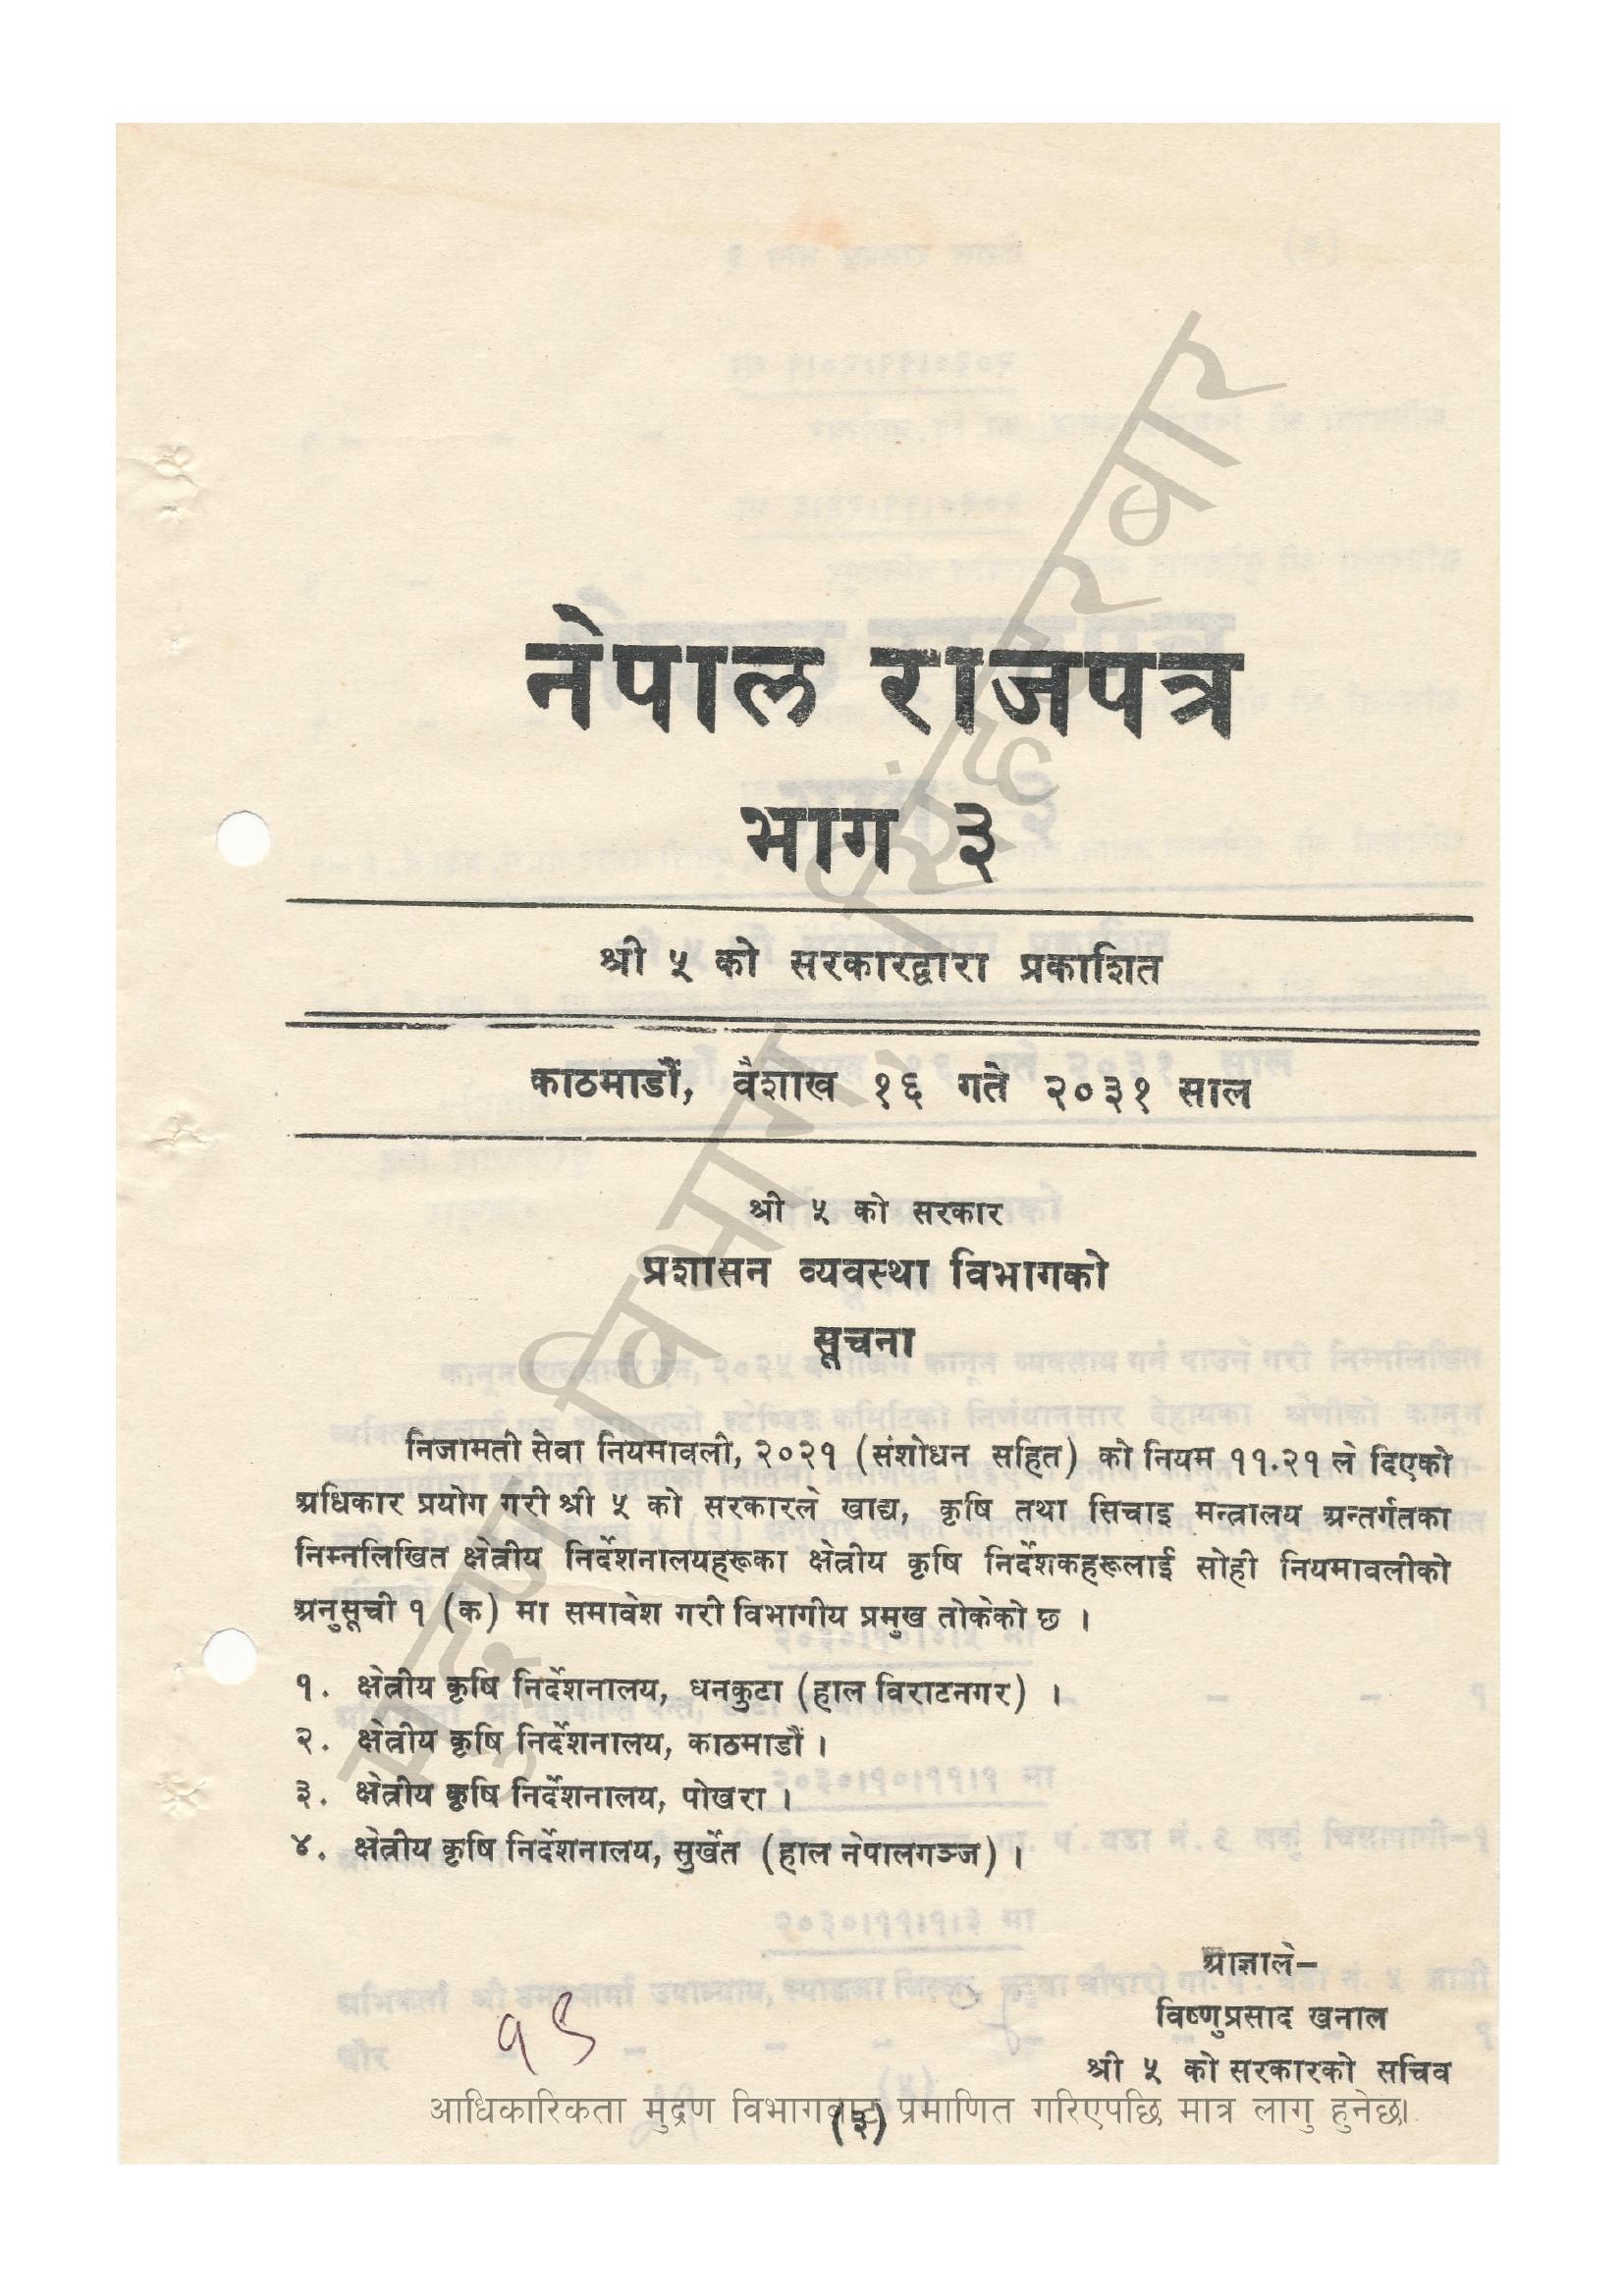 नेपाल राजपत्र
भाग ३
श्री ५ को सरकारद्वारा प्रकाशित
काठमाडौं, वैशाख १६ गते २०३१ साल
श्री ५ को सरकार
प्रशासन व्यवस्था विभागको
सूचना
निजामती सेवा नियमावली, २०२१ (संशोधन सहित) को नियम ११.२१ ले दिएको
अधिकार प्रयोग गरी श्री ५ को सरकारले खाद्य, कृषि तथा सिचाइ मन्त्रालय अन्तर्गतका
निम्नलिखित क्षेत्रीय निर्देशनालयहरूका क्षेत्रीय कृषि निर्देशकहरूलाई सोही नियमावलीको
अनुसूची १ (क) मा समावेश गरी विभागीय प्रमुख तोकेको छ ।
१. क्षेत्रीय कृषि निर्देशनालय, धनकुटा (हाल विराटनगर) ।
२. क्षेत्रीय कृषि निर्देशनालय, काठमाडौं ।
३. क्षेत्रीय कृषि निर्देशनालय, पोखरा ।
४. क्षेत्रीय कृषि निर्देशनालय, सुर्खेत (हाल नेपालगञ्ज) ।
आज्ञाले–
विष्णुप्रसाद खनाल
श्री ५ को सरकारको सचिव
आधिकारिकता मुद्रण विभागबाट प्रमाणित गरिएपछि मात्र लागु हुनेछ।
(३)
मुद्रण विभाग, सिंहदरबार